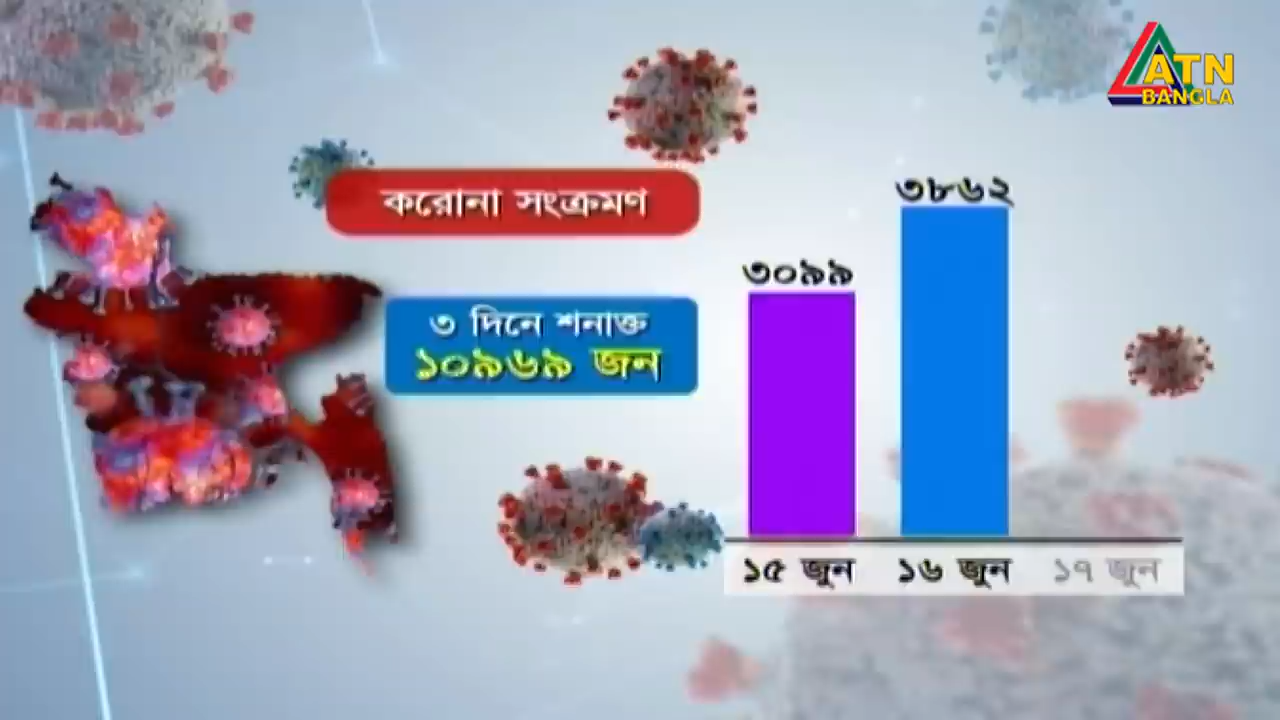 ATN
BANGLA
করোনা সংক্রমণ
৩ দিনে শনাক্ত
১০৯৬৯ জন
৩০৯৯
৩৮৬২
১৫ জুন
১৬ জুন
১৭ জুন